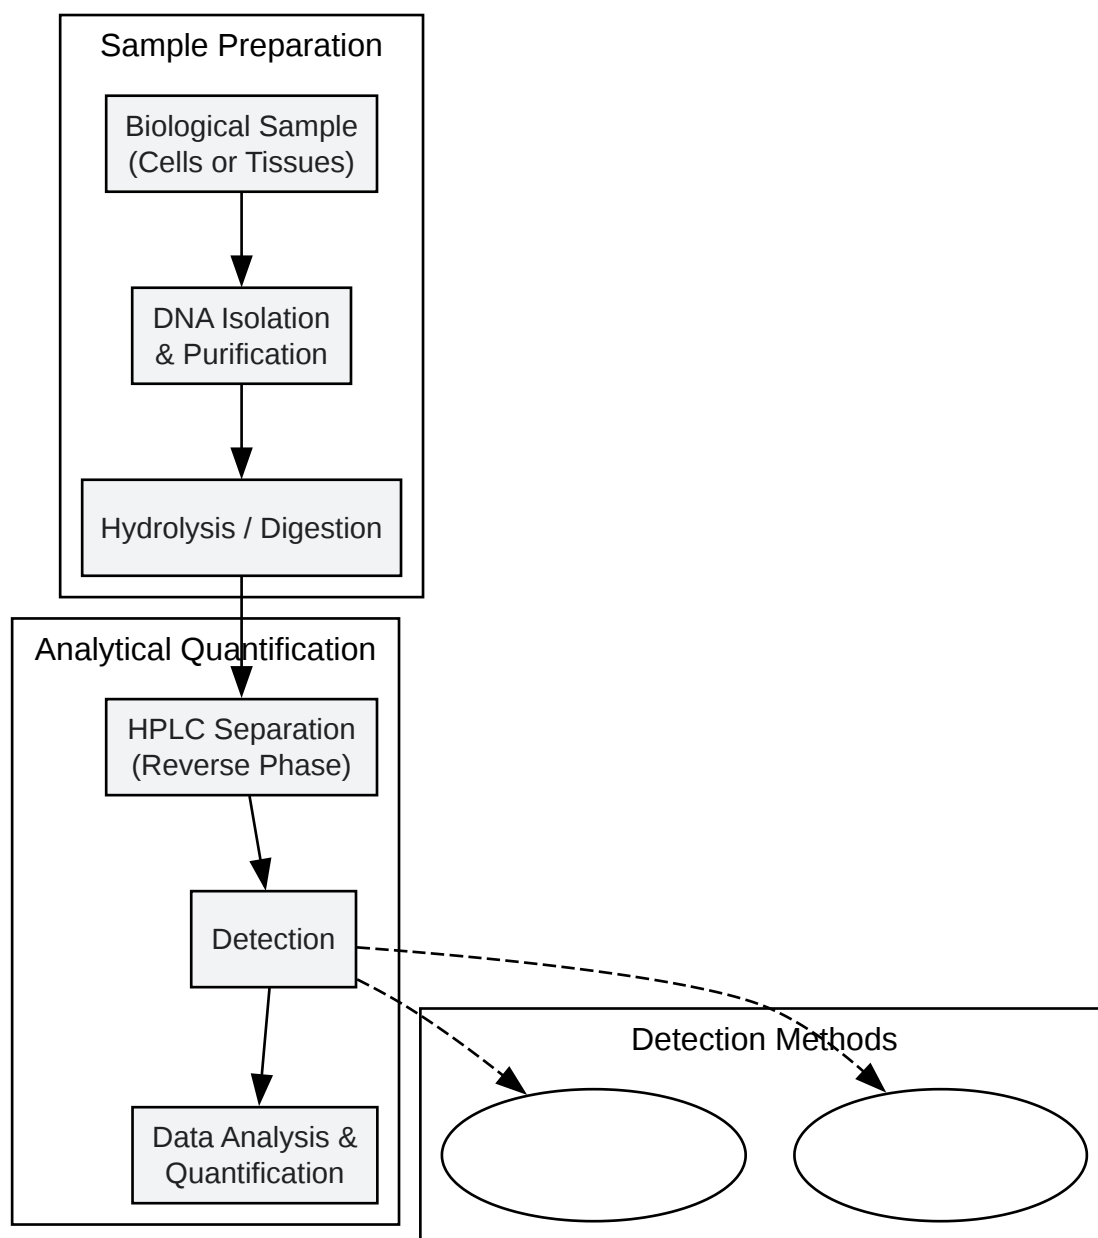 Sample Preparation
Biological Sample
(Cells or Tissues)
DNA Isolation
& Purification
Hydrolysis / Digestion
Analytical Quantification
HPLC Separation
(Reverse Phase)
Detection
Detection Methods
Data Analysis &
Quantification